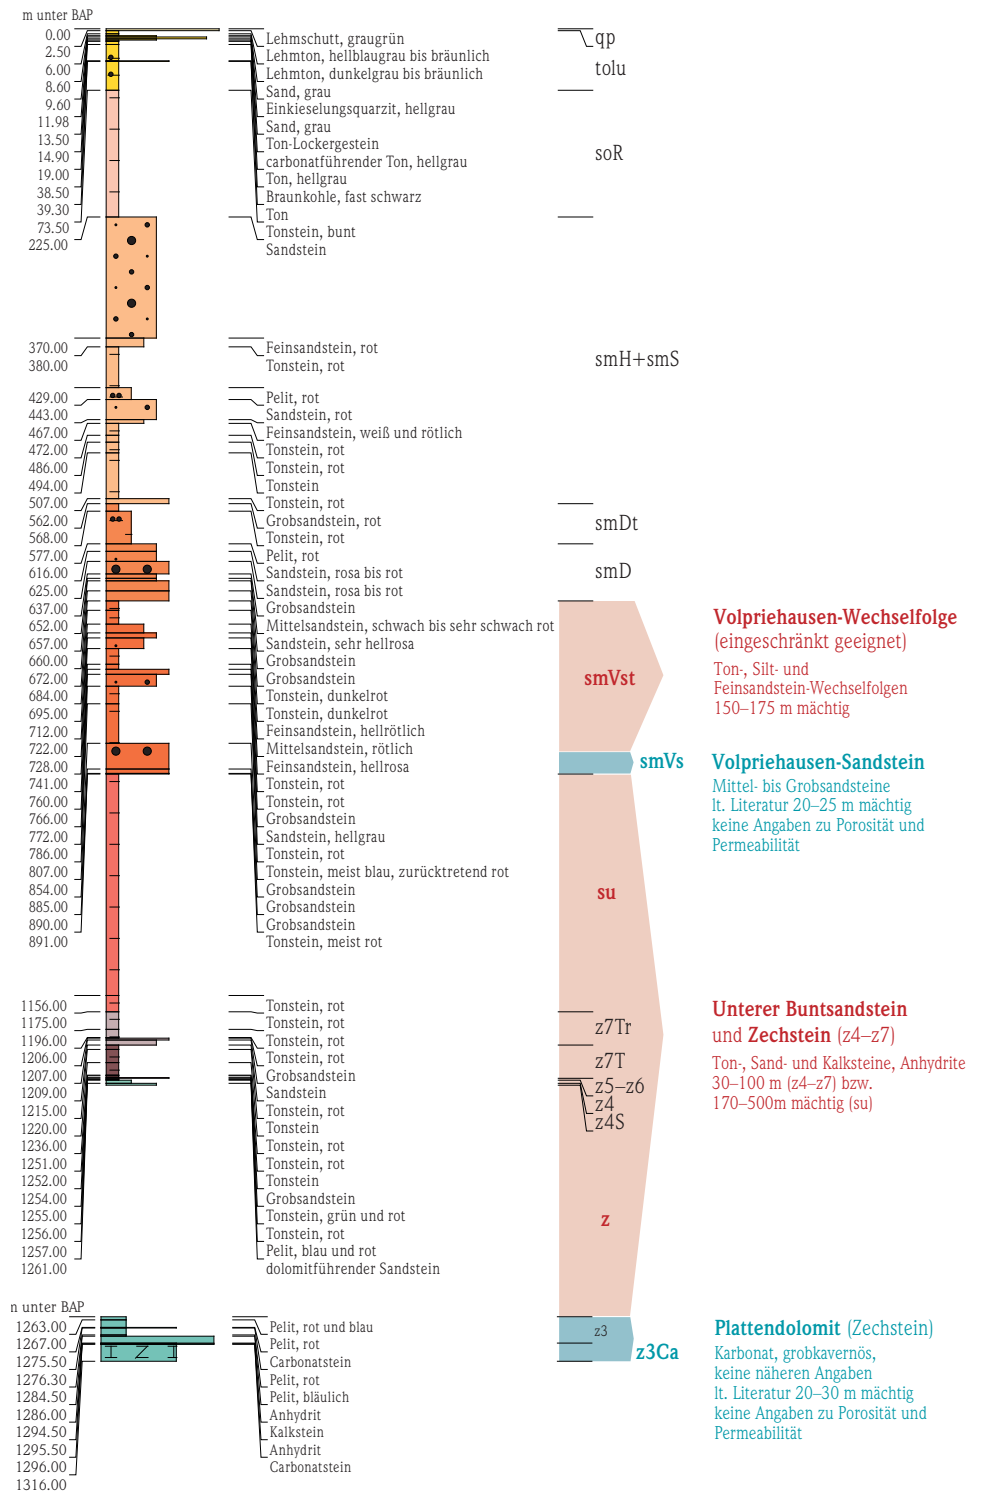 m unter BAP
0.00
2.50
6.00
8.60
9.60
11.98
13.50
14.90
19.00
38.50
39.30
73.50
225.00
370.00
380.00
429.00
443.00
467.00
472.00
486.00
494.00
507.00
562.00
568.00
577.00
616.00
625.00
637.00
652.00
657.00
660.00
672.00
684.00
695.00
712.00
722.00
728.00
741.00
760.00
766.00
772.00
786.00
807.00
854.00
885.00
890.00
891.00
1156.00
1175.00
1196.00
1206.00
1207.00
1209.00
1215.00
1220.00
1236.00
1251.00
1252.00
1254.00
1255.00
1256.00
1257.00
1261.00
n unter BAP
1263.00
1267.00
1275.50
1276.30
1284.50
1286.00
1294.50
1295.50
1296.00
1316.00
Lehmschutt, graugrün
Lehmton, hellblaugrau bis bräunlich
Lehmton, dunkelgrau bis bräunlich
Sand, grau
Einkieselungsquarzit, hellgrau
Sand, grau
Ton-Lockergestein
carbonatführender Ton, hellgrau
Ton, hellgrau
Braunkohle, fast schwarz
Ton
Tonstein, bunt
Sandstein
Feinsandstein, rot
Tonstein, rot
Pelit, rot
Sandstein, rot
Feinsandstein, weiß und rötlich
Tonstein, rot
Tonstein, rot
Tonstein
Tonstein, rot
Grobsandstein, rot
Tonstein, rot
Pelit, rot
Sandstein, rosa bis rot
Sandstein, rosa bis rot
Grobsandstein
Mittelsandstein, schwach bis sehr schwach rot
Sandstein, sehr hellrosa
Grobsandstein
Grobsandstein
Tonstein, dunkelrot
Tonstein, dunkelrot
Feinsandstein, hellrötlich
Mittelsandstein, rötlich
Feinsandstein, hellrosa
Tonstein, rot
Tonstein, rot
Grobsandstein
Sandstein, hellgrau
Tonstein, rot
Tonstein, meist blau, zurücktretend rot
Grobsandstein
Grobsandstein
Grobsandstein
Tonstein, meist rot
Tonstein, rot
Tonstein, rot
Tonstein, rot
Tonstein, rot
Grobsandstein
Sandstein
Tonstein, rot
Tonstein
Tonstein, rot
Tonstein, rot
Tonstein
Grobsandstein
Tonstein, grün und rot
Tonstein, rot
Pelit, blau und rot
dolomitführender Sandstein
Pelit, rot und blau
Pelit, rot
Carbonatstein
Pelit, rot
Pelit, bläulich
Anhydrit
Kalkstein
Anhydrit
Carbonatstein
qp
tolu
soR
smH+smS
smDt
smD
smVst
smVs
su
z7Tr
z7T
z5–z6
z4
z4S
z
z3
z3Ca
Volpriehausen-Wechselfolge
(eingeschränkt geeignet)
Ton-, Silt- und
Feinsandstein-Wechselfolgen
150–175 m mächtig
Volpriehausen-Sandstein
Mittel- bis Grobsandsteine
lt. Literatur 20–25 m mächtig
keine Angaben zu Porosität und
Permeabilität
Unterer Buntsandstein
und Zechstein (z4–z7)
Ton-, Sand- und Kalksteine, Anhydrite
30–100 m (z4–z7) bzw.
170–500m mächtig (su)
Plattendolomit (Zechstein)
Karbonat, grobkavernös,
keine näheren Angaben
lt. Literatur 20–30 m mächtig
keine Angaben zu Porosität und
Permeabilität